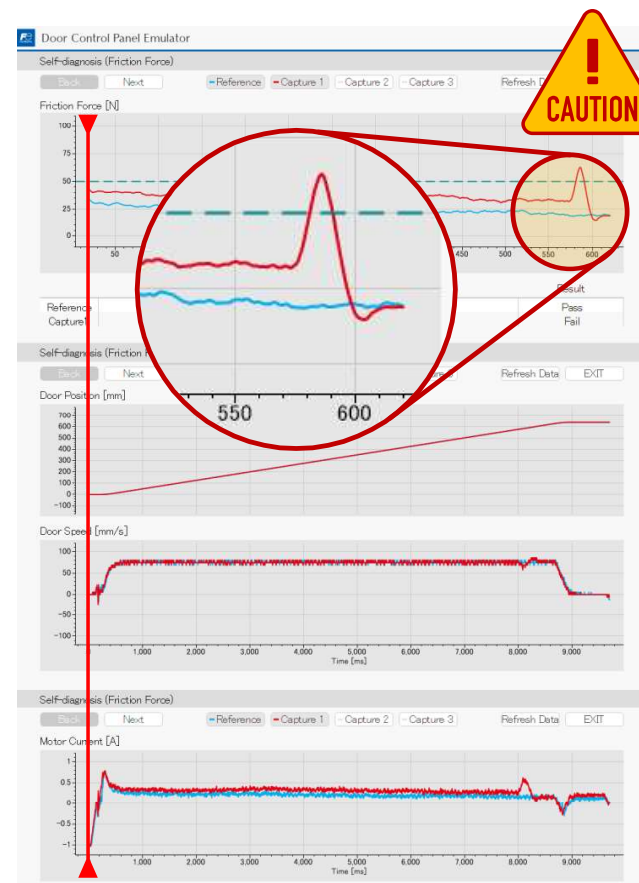 Door Control Panel Emulator
Self-diagnosis (Friction Force)
Back Next Reference Capture 1 Capture 2 Capture 3 Refresh
CAUTION
Friction Force [N]
100
75
50
25
0
50 450 500 550 600
550 600
Result
Reference Pass
Capture1 Fail
Self-diagnosis (Friction
Back Next Refresh Data EXIT
Door Position [mm]
700
600
500
400
300
200
100
0
-100
Door Speed [mm/s]
100
50
0
-50
-100
1,000 2,000 3,000 4,000 5,000 6,000 7,000 8,000 9,000
Time [ms]
Self-diagnosis (Friction Force)
Back Next Reference Capture 1 Capture 2 Capture 3 Refresh Data EXIT
Motor Current [A]
1
0.5
0
-0.5
-1
1,000 2,000 3,000 4,000 5,000 6,000 7,000 8,000 9,000
Time [ms]